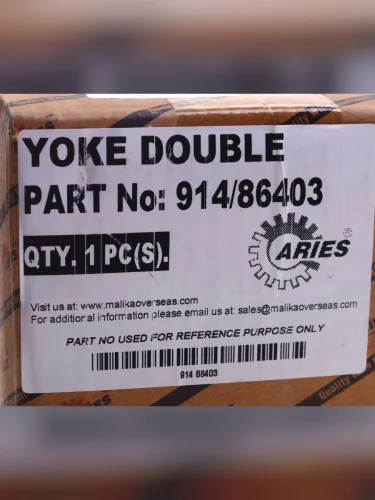 YOKE DOUBLE
PART No: 914/86403
QTY. 1 PC(S).
ARIES
Visit us at: www.malikaoverseas.com
For additional information please email us at: sales@malikaoverseas.com
PART NO USED FOR REFERENCE PURPOSE ONLY
914 86403